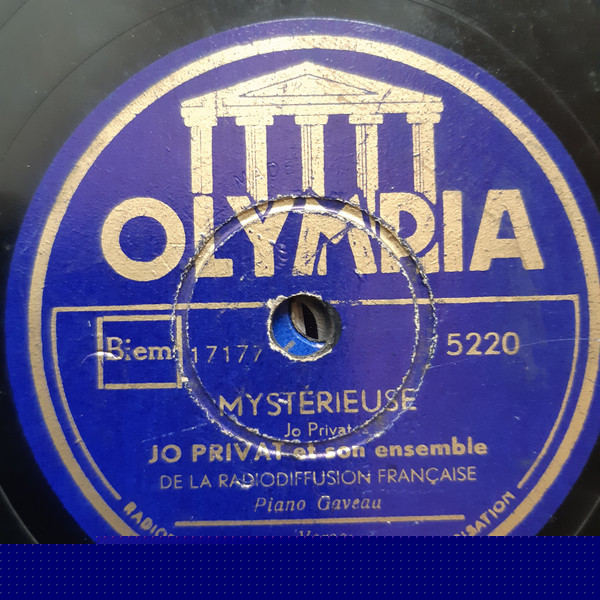 OLYMPIA
Biem 17177 5220
MYSTÉRIEUSE
Jo Privat
JO PRIVAT et son ensemble
DE LA RADIODIFFUSION FRANÇAISE
Piano Gaveau